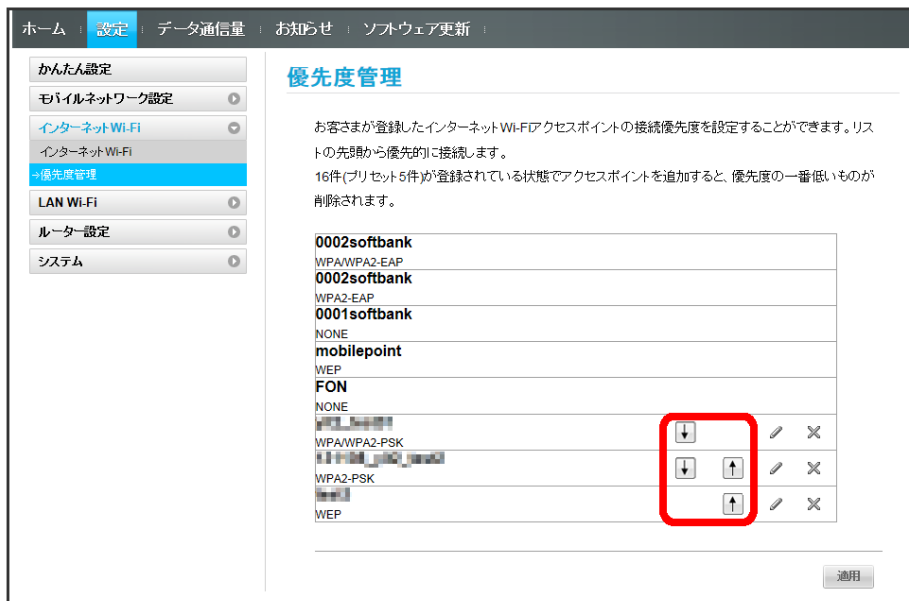 ホーム 設定 データ通信量 お知らせ ソフトウェア更新
かんたん設定
モバイルネットワーク設定
インターネットWi-Fi
インターネットWi-Fi
→優先度管理
LAN Wi-Fi
ルーター設定
システム
優先度管理
お客さまが登録したインターネットWi-Fiアクセスポイントの接続優先度を設定することができます。リス
トの先頭から優先的に接続します。
16件(プリセット5件)が登録されている状態でアクセスポイントを追加すると、優先度の一番低いものが
削除されます。
0002softbank
WPA/WPA2-EAP
0002softbank
WPA2-EAP
0001softbank
NONE
mobilepoint
WEP
FON
NONE
WPA/WPA2-PSK
WPA2-PSK
WEP
適用